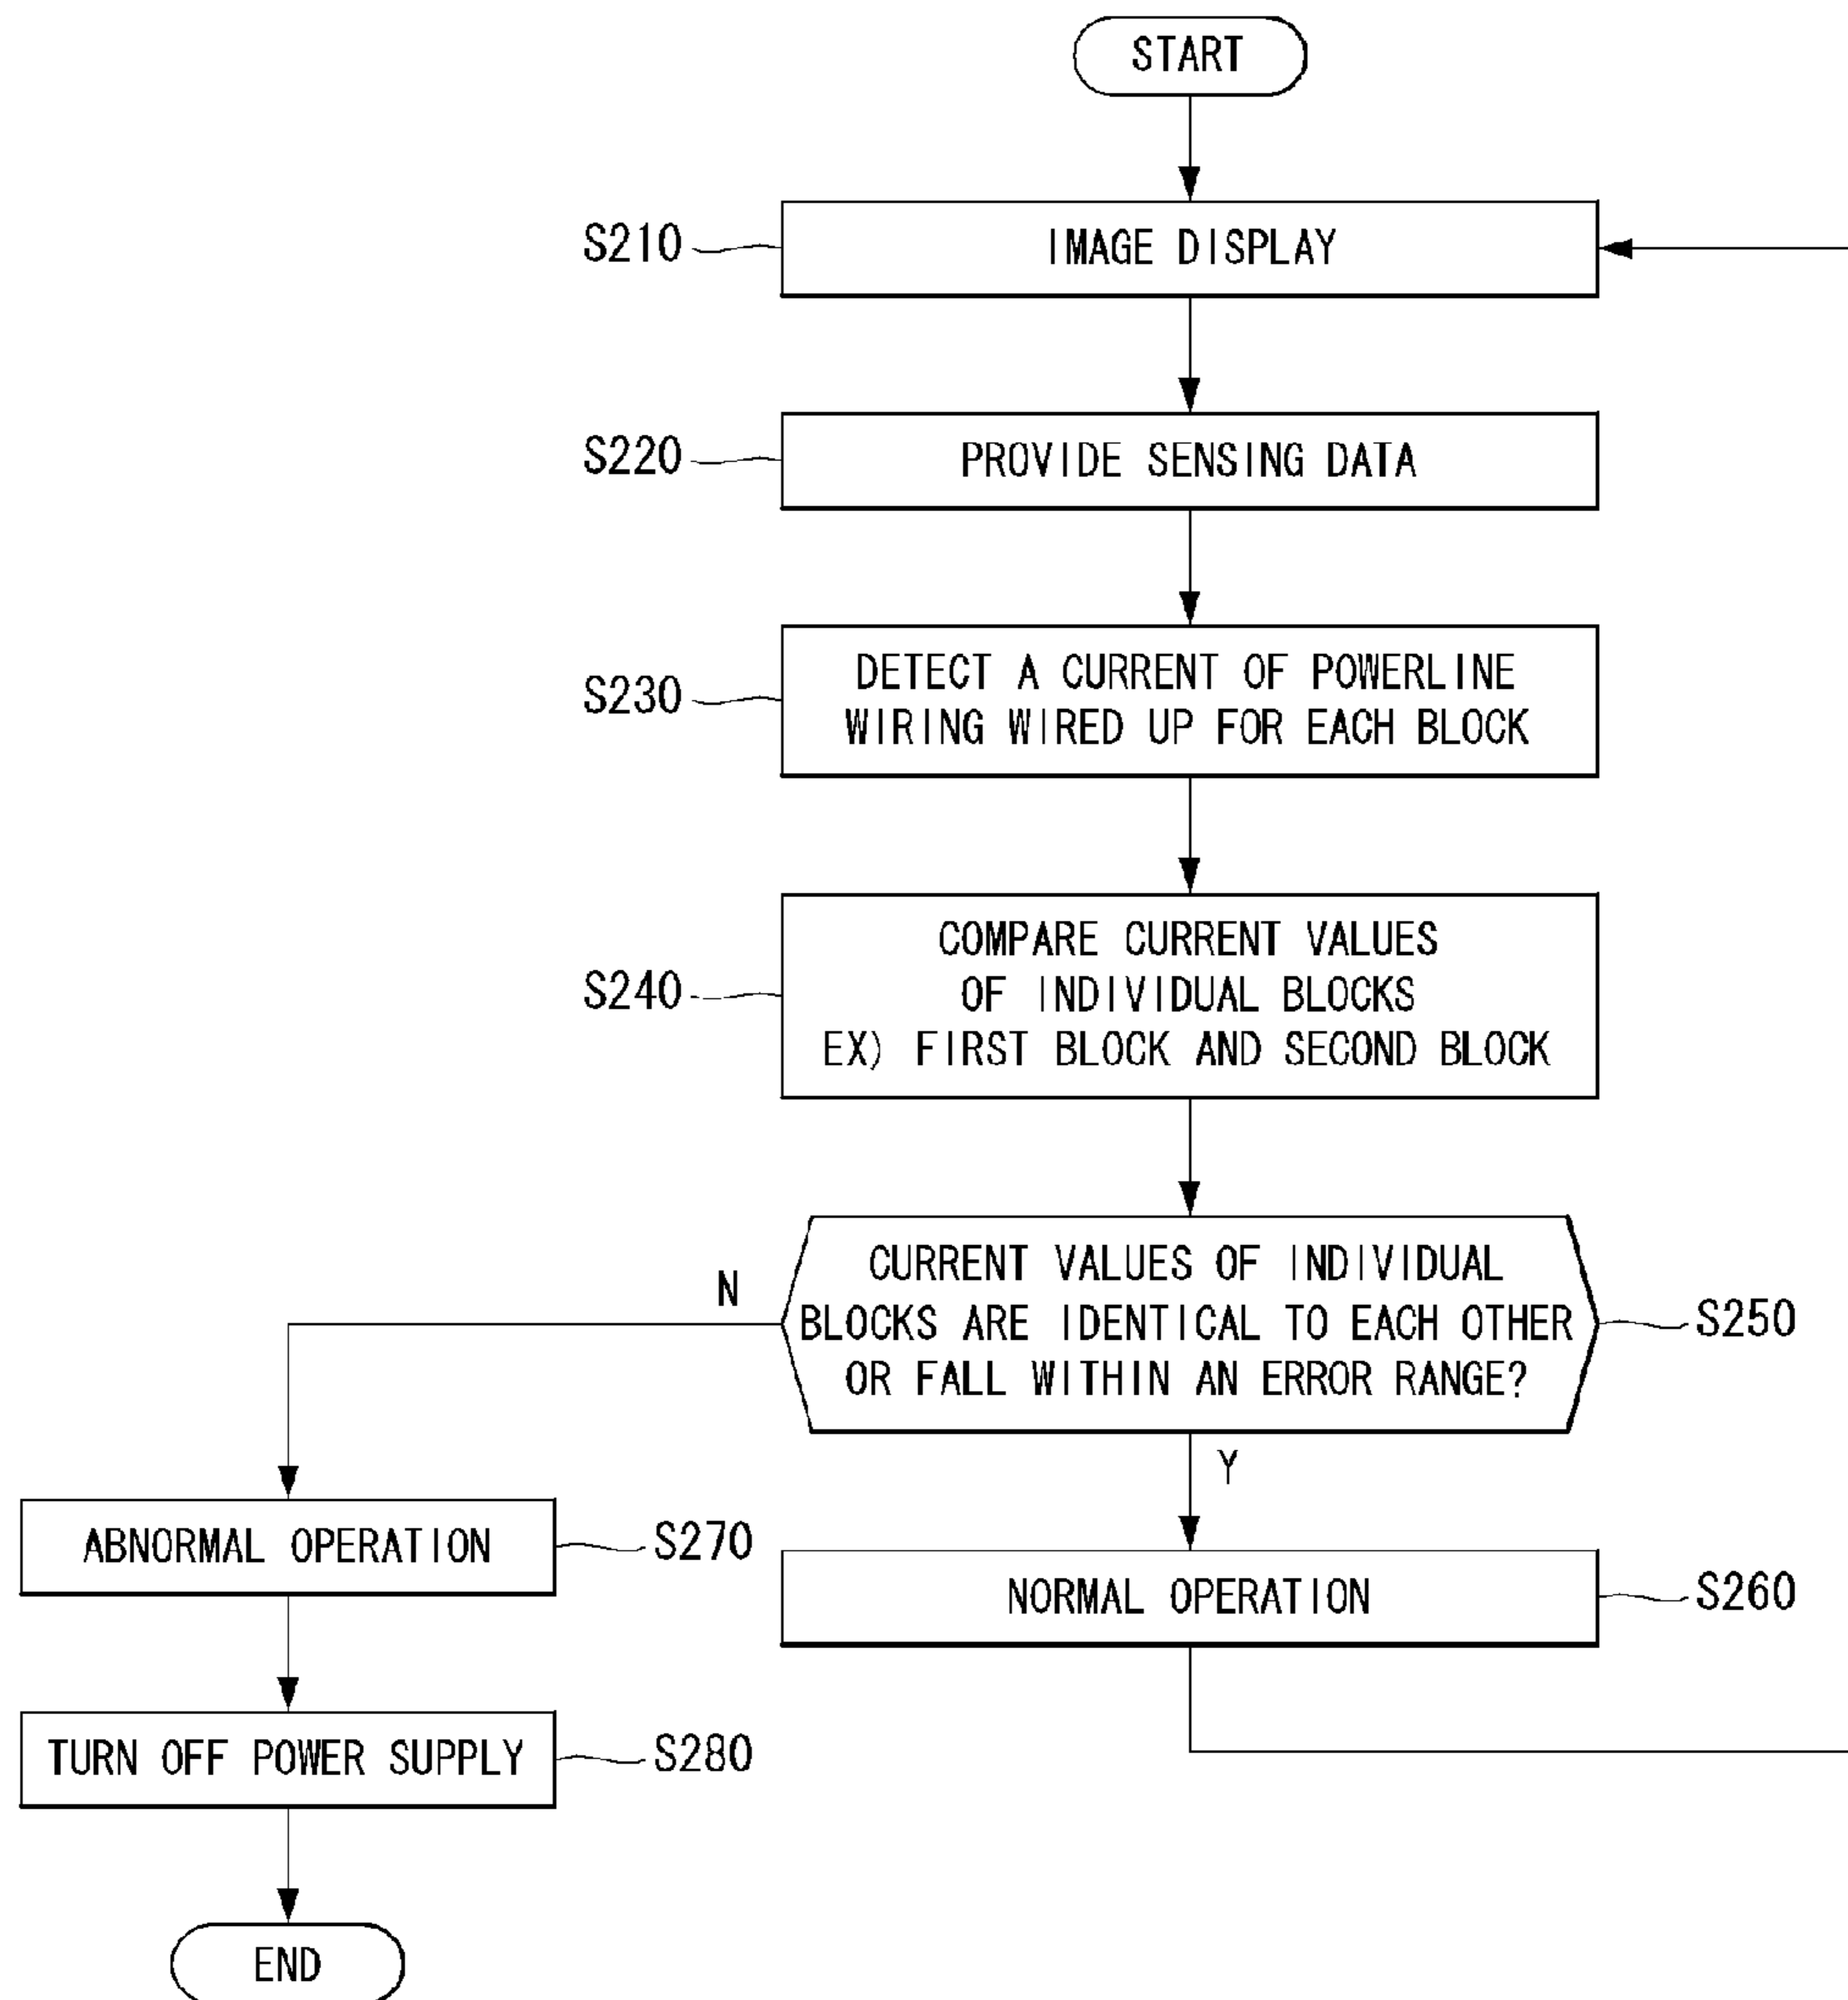 START
S210
IMAGE DISPLAY
S220
PROVIDE SENSING DATA
S230
DETECT A CURRENT OF POWERLINE
WIRING WIRED UP FOR EACH BLOCK
S240
COMPARE CURRENT VALUES
OF INDIVIDUAL BLOCKS
EX) FIRST BLOCK AND SECOND BLOCK
CURRENT VALUES OF INDIVIDUAL
BLOCKS ARE IDENTICAL TO EACH OTHER
OR FALL WITHIN AN ERROR RANGE?
S250
N
Y
ABNORMAL OPERATION
S270
NORMAL OPERATION
S260
TURN OFF POWER SUPPLY
S280
END